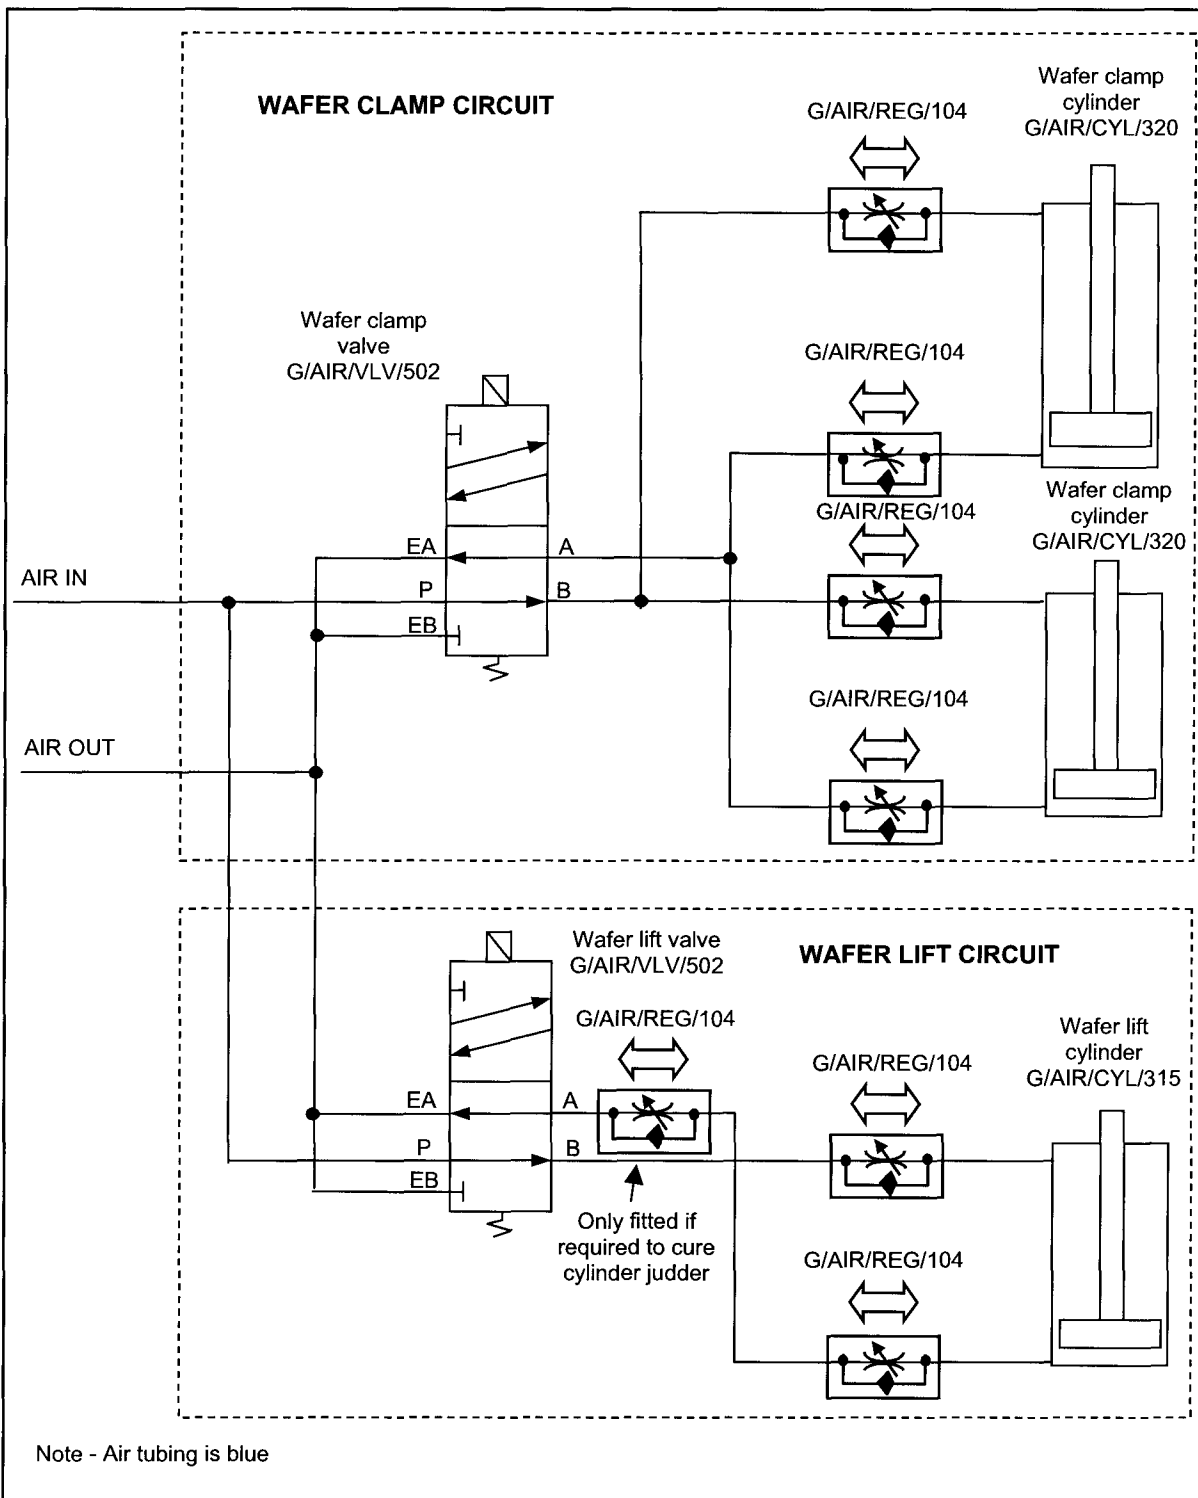 WAFER CLAMP CIRCUIT
Wafer clamp
cylinder
G/AIR/CYL/320
G/AIR/REG/104
Wafer clamp
valve
G/AIR/VLV/502
G/AIR/REG/104
G/AIR/REG/104
Wafer clamp
cylinder
G/AIR/CYL/320
EA
A
AIR IN
P
B
EB
G/AIR/REG/104
AIR OUT
Wafer lift valve
G/AIR/VLV/502
WAFER LIFT CIRCUIT
G/AIR/REG/104
G/AIR/REG/104
Wafer lift
cylinder
G/AIR/CYL/315
EA
A
P
B
EB
Only fitted if
required to cure
cylinder judder
G/AIR/REG/104
Note - Air tubing is blue